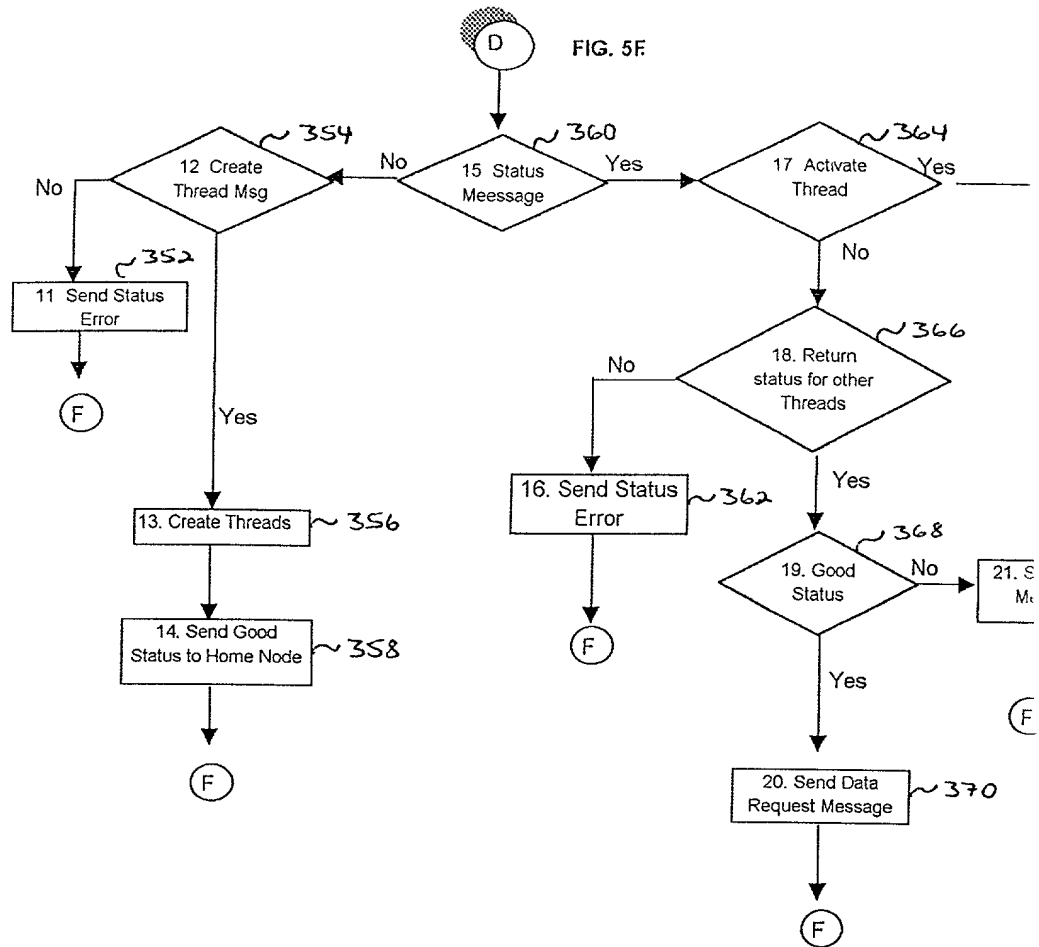 D
FIG. 5F
354
360
364
12 Create
Thread Msg
No
15 Status
Meessage
Yes
17 Activate
Thread
Yes
No
352
11 Send Status
Error
No
F
Yes
366
18. Return
status for other
Threads
No
Yes
16. Send Status
Error
362
13. Create Threads
356
368
19. Good
Status
No
21. S
14. Send Good
Status to Home Node
358
F
Yes
F
F
20. Send Data
Request Message
370
F